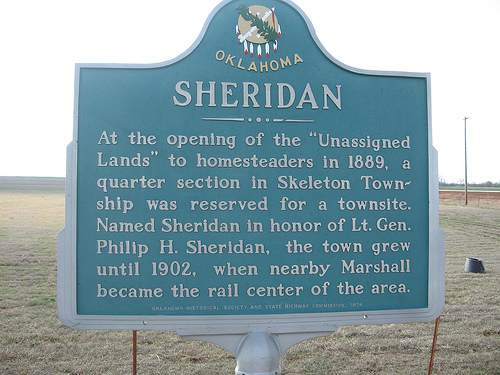 OKLAHOMA
SHERIDAN
At the opening of the "Unassigned
Lands" to homesteaders in 1889, a
quarter section in Skeleton Town-
ship was reserved for a townsite.
Named Sheridan in honor of Lt. Gen.
Philip H. Sheridan, the town grew
until 1902, when nearby Marshall
became the rail center of the area.
OKLAHOMA HISTORICAL SOCIETY AND STATE HIGHWAY COMMISSION,